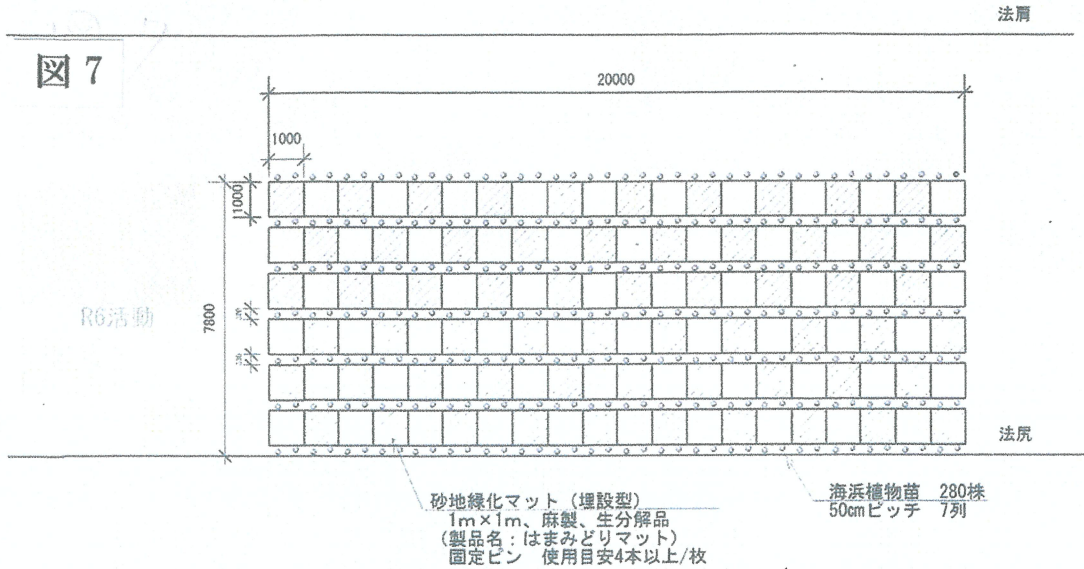 法肩
図 7
20000
1000
1000
7800
R6活動
法尻
砂地緑化マット（埋設型）
1m×1m、麻製、生分解品
（製品名：はまみどりマット）
固定ピン　使用目安4本以上/枚
海浜植物苗　280株
50cmピッチ　7列